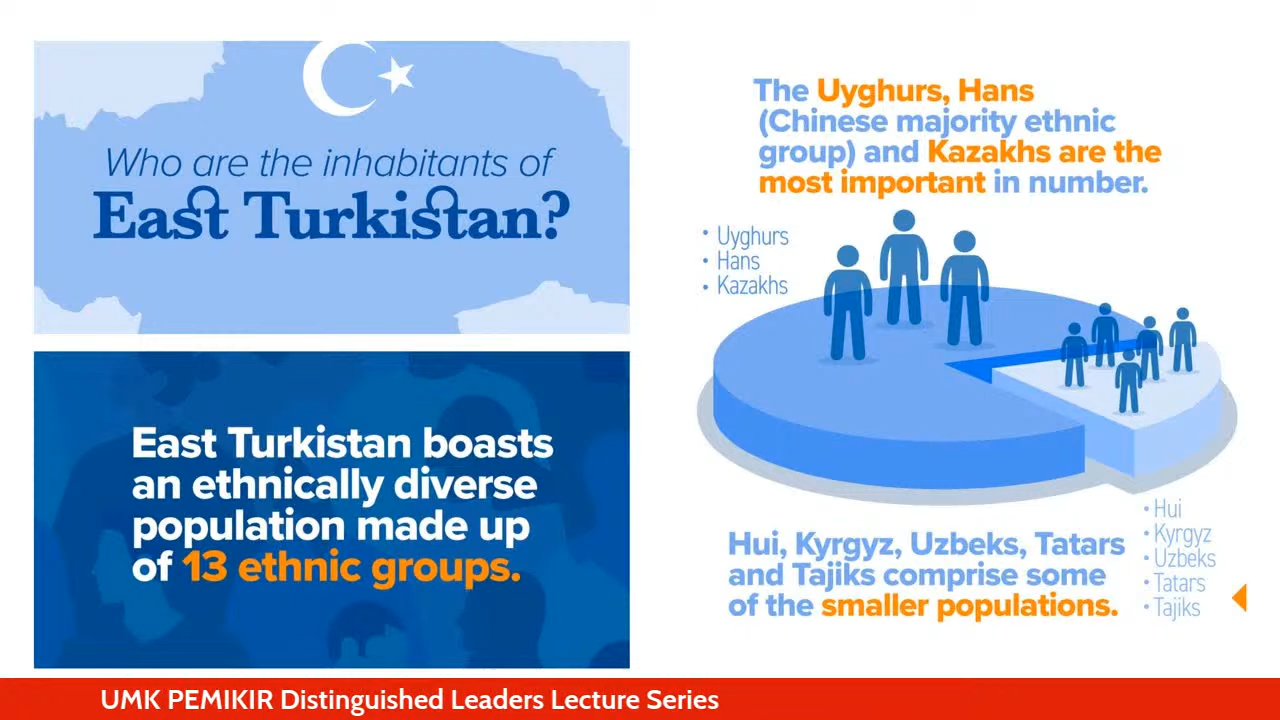 Who are the inhabitants of
East Turkistan?
East Turkistan boasts
an ethnically diverse
population made up
of 13 ethnic groups.
The Uyghurs, Hans
(Chinese majority ethnic
group) and Kazakhs are the
most important in number.
• Uyghurs
• Hans
• Kazakhs
Hui, Kyrgyz, Uzbeks, Tatars
and Tajiks comprise some
of the smaller populations.
• Hui
• Kyrgyz
• Uzbeks
• Tatars
• Tajiks
UMK PEMIKIR Distinguished Leaders Lecture Series